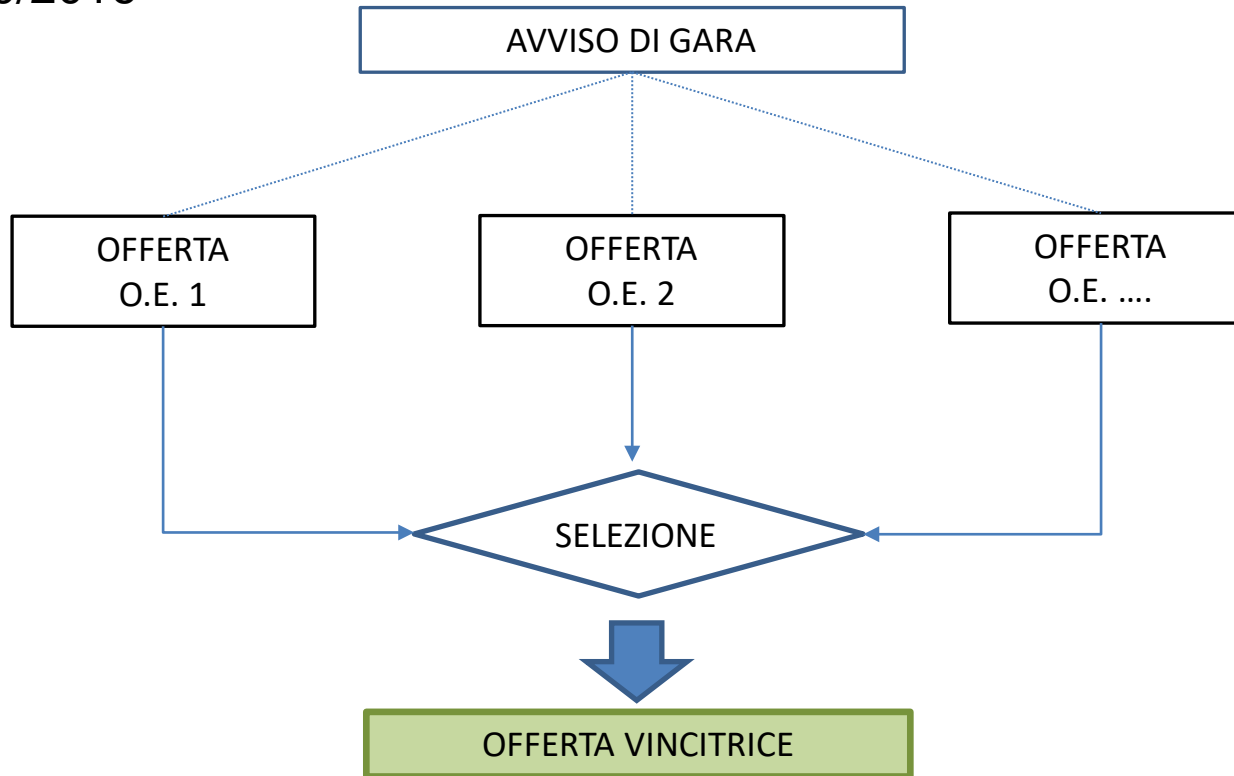 AVVISO DI GARA
OFFERTA
O.E. 1
OFFERTA
O.E. 2
OFFERTA
O.E. ....
SELEZIONE
OFFERTA VINCITRICE